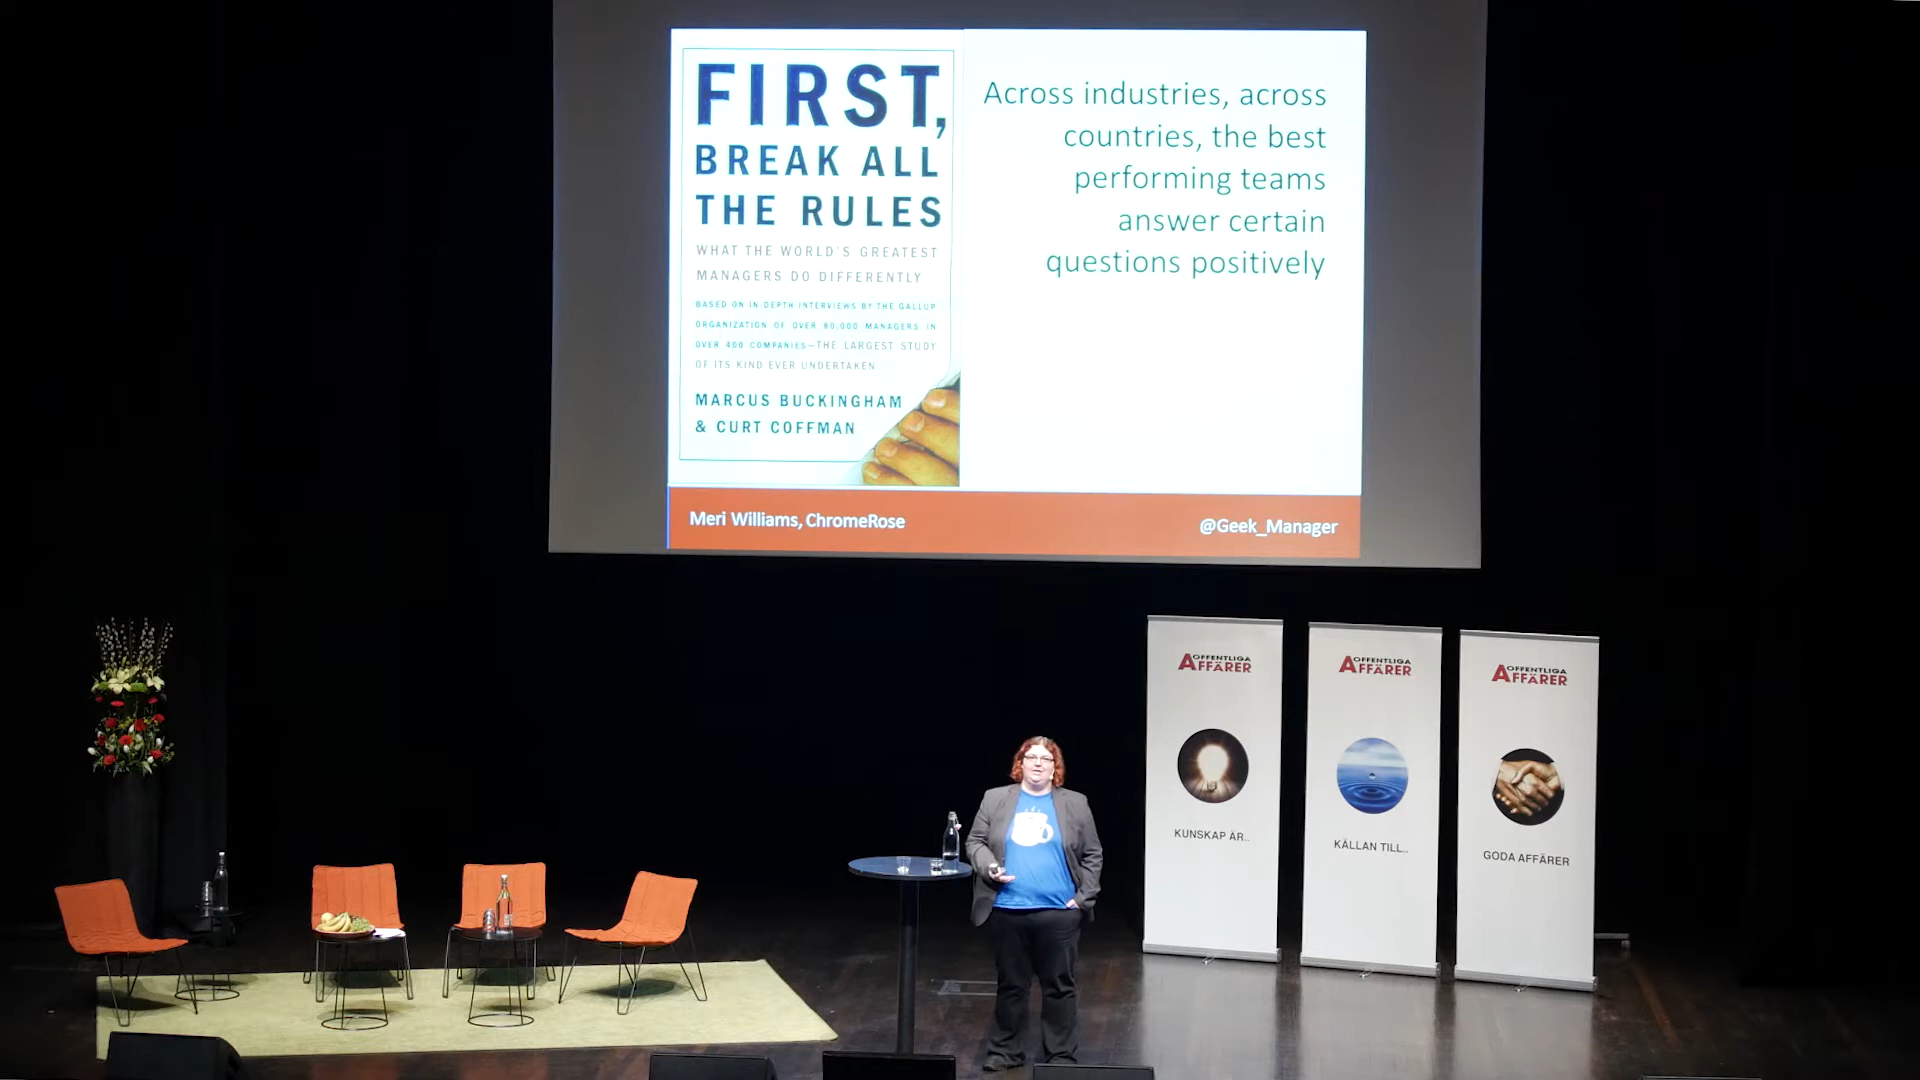 FIRST,
BREAK ALL
THE RULES
WHAT THE WORLD'S GREATEST
MANAGERS DO DIFFERENTLY
BASED ON IN-DEPTH INTERVIEWS BY THE GALLUP
ORGANIZATION OF OVER 80,000 MANAGERS IN
OVER 400 COMPANIES—THE LARGEST STUDY
OF ITS KIND EVER UNDERTAKEN
MARCUS BUCKINGHAM
& CURT COFFMAN
Across industries, across
countries, the best
performing teams
answer certain
questions positively
Meri Williams, ChromeRose
@Geek_Manager
OFFENTLIGA
AFFÄRER
KUNSKAP ÄR..
OFFENTLIGA
AFFÄRER
KÄLLAN TILL..
OFFENTLIGA
AFFÄRER
GODA AFFÄRER